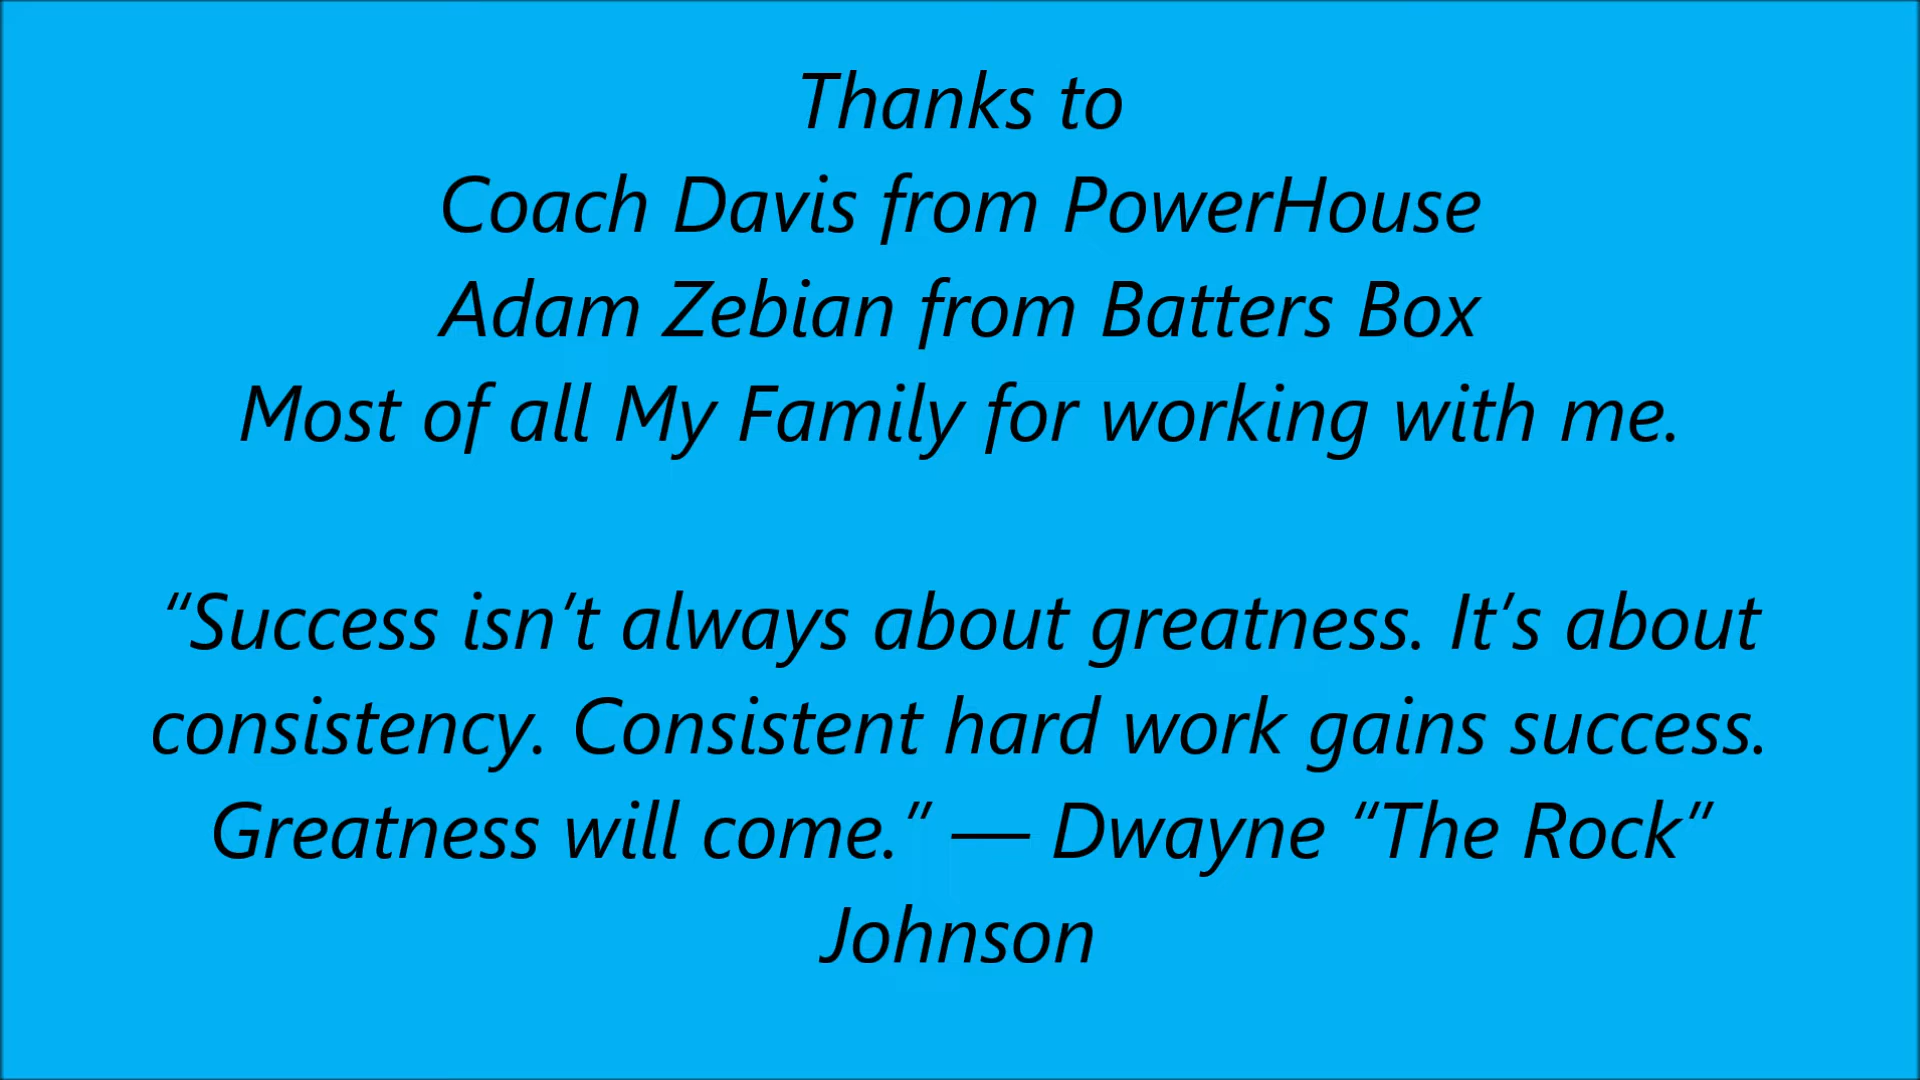 Thanks to
Coach Davis from PowerHouse
Adam Zebian from Batters Box
Most of all My Family for working with me.
“Success isn’t always about greatness. It’s about
consistency. Consistent hard work gains success.
Greatness will come.” — Dwayne “The Rock”
Johnson